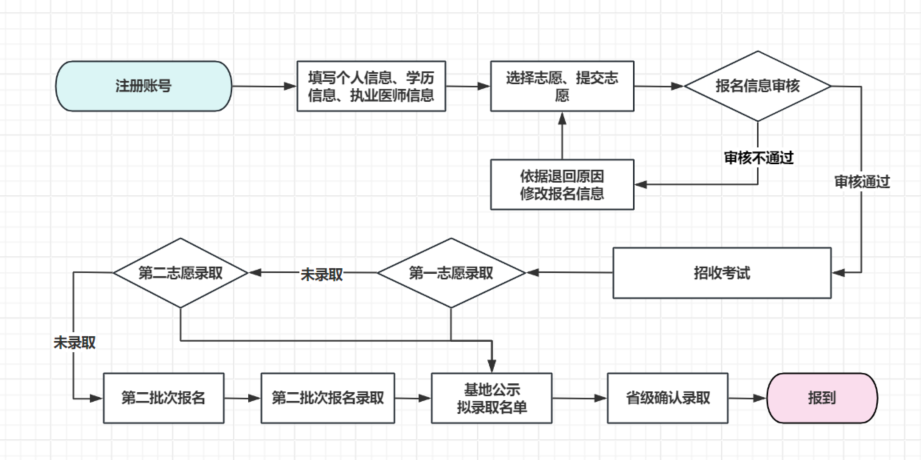 注册账号
填写个人信息、学历
信息、执业医师信息
选择志愿、提交志
愿
报名信息审核
审核不通过
依据退回原因
修改报名信息
审核通过
招收考试
第一志愿录取
未录取
第二志愿录取
未录取
第二批次报名
第二批次报名录取
基地公示
拟录取名单
省级确认录取
报到